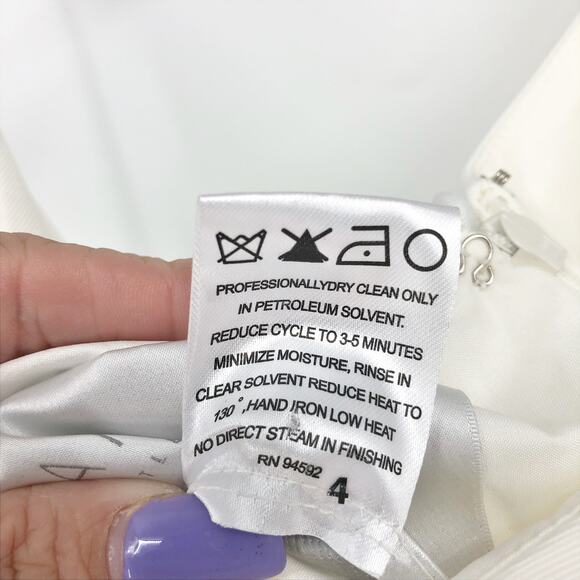 PROFESSIONALLYDRY CLEAN ONLY
IN PETROLEUM SOLVENT.
REDUCE CYCLE TO 3-5 MINUTES
MINIMIZE MOISTURE, RINSE IN
CLEAR SOLVENT REDUCE HEAT TO
130°,HAND IRON LOW HEAT
NO DIRECT STEAM IN FINISHING
RN 94592 4